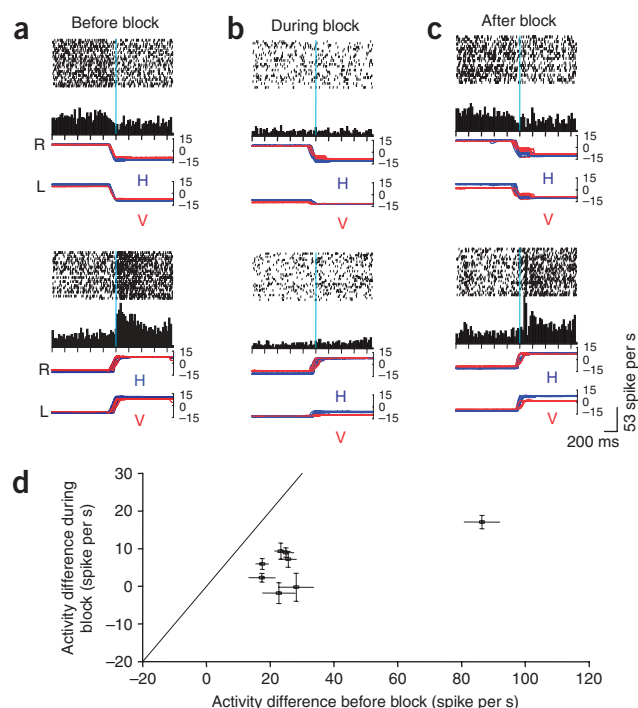 a Before block b During block c After block
R 15 0 −15 15 0 −15 15 0 −15
H H H
L 15 0 −15 15 0 −15 15 0 −15
V V V
R 15 0 −15 15 0 −15 15 0 −15
H H H
L 15 0 −15 15 0 −15 15 0 −15
V V V
53 spike per s
200 ms
d
Activity difference during
block (spike per s)
30
20
10
0
−10
−20
−20 0 20 40 60 80 100 120
Activity difference before block (spike per s)